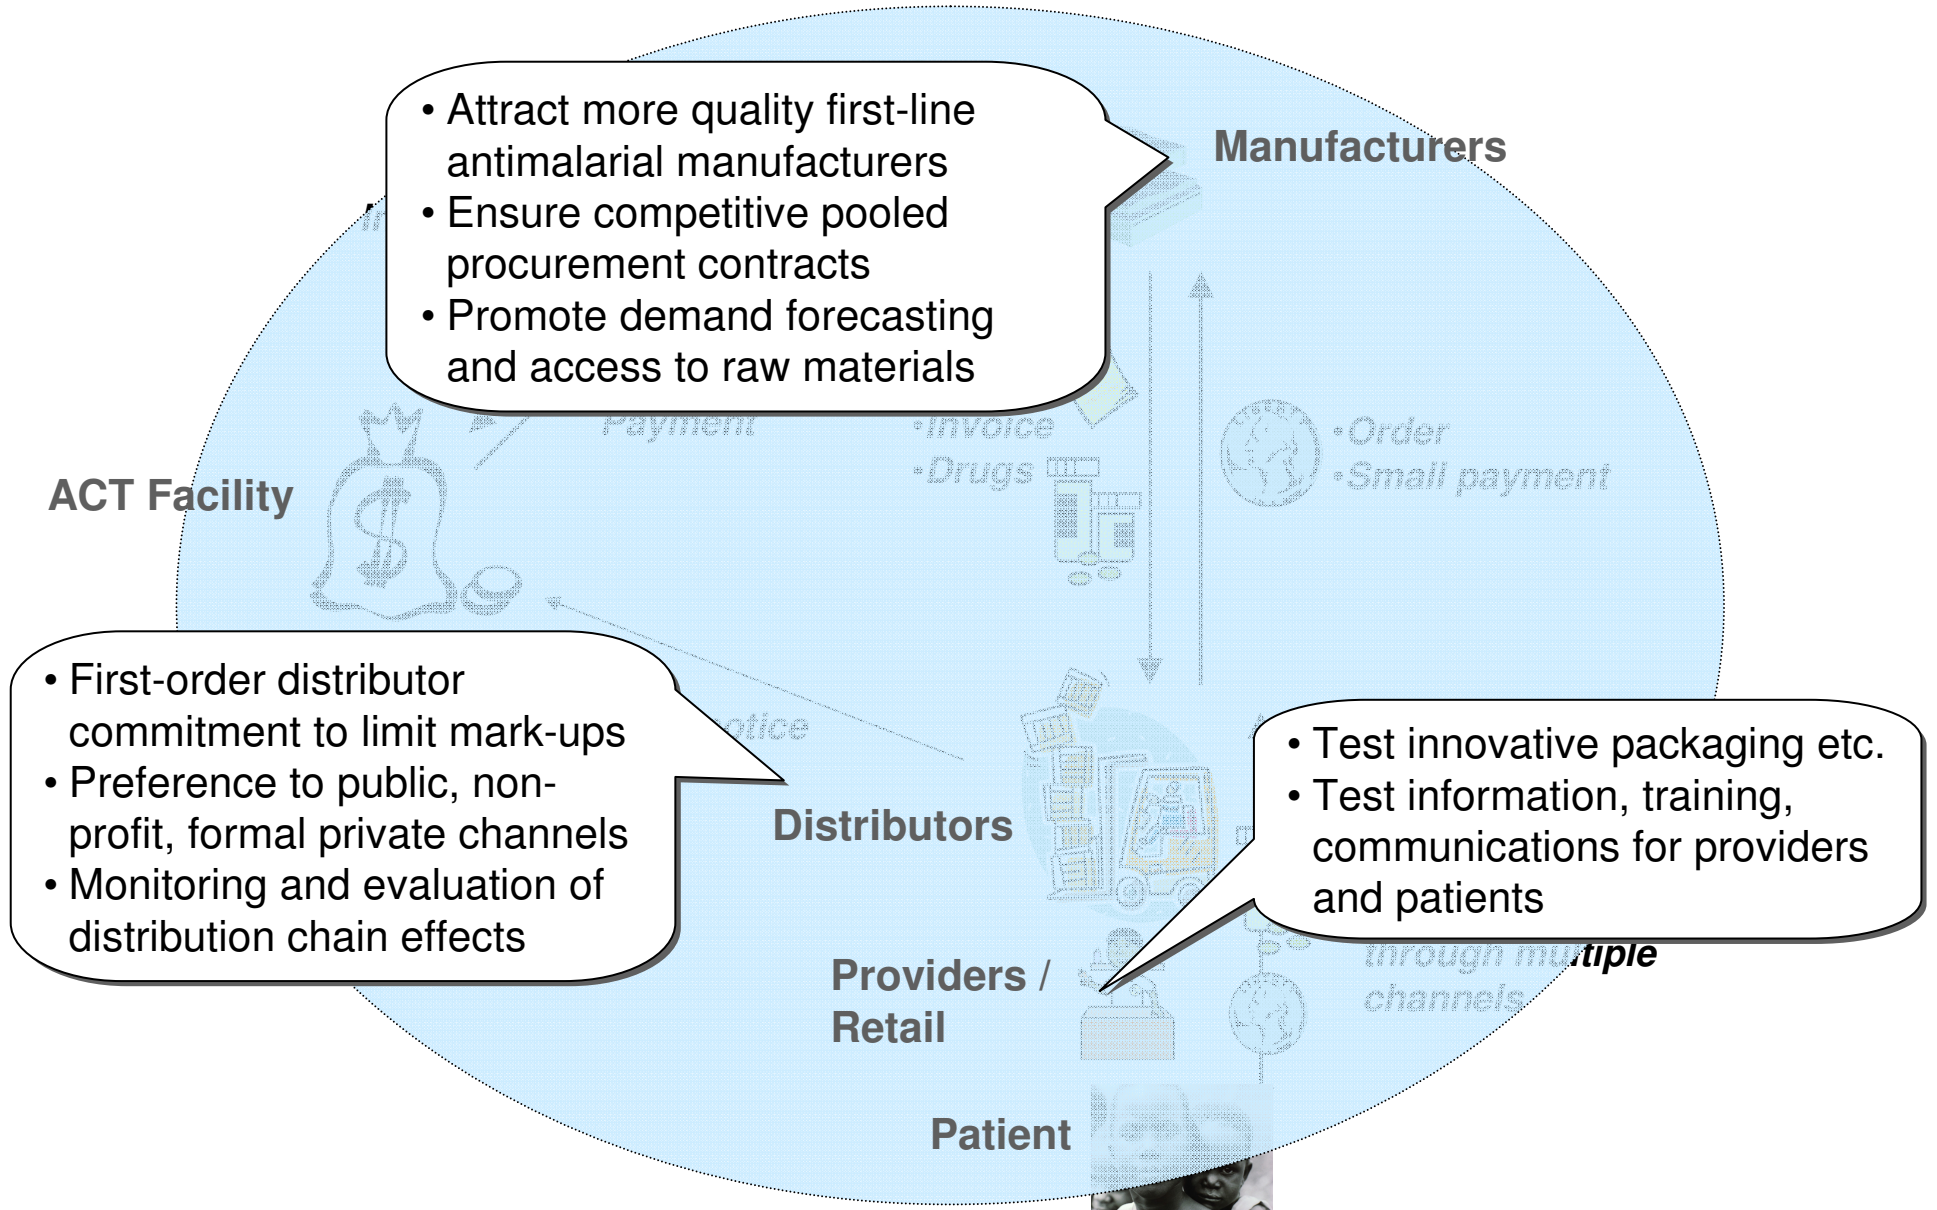 • Attract more quality first-line
antimalarial manufacturers
• Ensure competitive pooled
procurement contracts
• Promote demand forecasting
and access to raw materials
Manufacturers
Payment
•Invoice
•Drugs
•Order
•Small payment
ACT Facility
• First-order distributor
commitment to limit mark-ups
• Preference to public, non-
profit, formal private channels
• Monitoring and evaluation of
distribution chain effects
Distributors
• Test innovative packaging etc.
• Test information, training,
communications for providers
and patients
through multiple
channels
Providers /
Retail
Patient